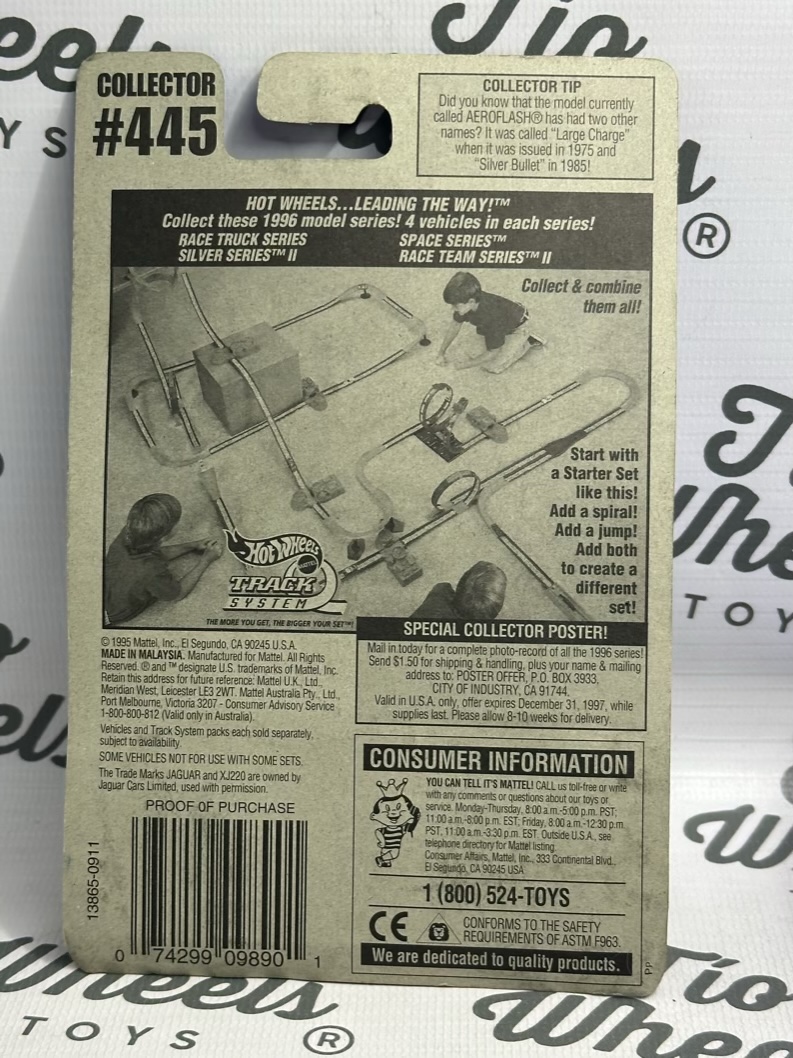 COLLECTOR
#445
COLLECTOR TIP
Did you know that the model currently
called AEROFLASH® has had two other
names? It was called "Large Charge"
when it was issued in 1975 and
"Silver Bullet" in 1985!
HOT WHEELS...LEADING THE WAY!™
Collect these 1996 model series! 4 vehicles in each series!
RACE TRUCK SERIES
SILVER SERIES™ II
SPACE SERIES™
RACE TEAM SERIES™ II
Collect & combine
them all!
Start with
a Starter Set
like this!
Add a spiral!
Add a jump!
Add both
to create a
different
set!
HOT WHEELS
MATTEL
TRACK
SYSTEM
THE MORE YOU GET, THE BIGGER YOUR SET™!
© 1995 Mattel, Inc., El Segundo, CA 90245 U.S.A.
MADE IN MALAYSIA. Manufactured for Mattel. All Rights
Reserved. ® and ™ designate U.S. trademarks of Mattel, Inc.
Retain this address for future reference: Mattel U.K., Ltd.,
Meridian West, Leicester LE3 2WT. Mattel Australia Pty., Ltd.,
Port Melbourne, Victoria 3207 - Consumer Advisory Service
1-800-800-812 (Valid only in Australia).
Vehicles and Track System packs each sold separately,
subject to availability.
SOME VEHICLES NOT FOR USE WITH SOME SETS.
The Trade Marks JAGUAR and XJ220 are owned by
Jaguar Cars Limited, used with permission.
PROOF OF PURCHASE
13865-0911
0 74299 09890 1
SPECIAL COLLECTOR POSTER!
Mail in today for a complete photo-record of all the 1996 series!
Send $1.50 for shipping & handling, plus your name & mailing
address to: POSTER OFFER, P.O. BOX 3933,
CITY OF INDUSTRY, CA 91744.
Valid in U.S.A. only, offer expires December 31, 1997, while
supplies last. Please allow 8-10 weeks for delivery.
CONSUMER INFORMATION
YOU CAN TELL IT'S MATTEL! CALL us toll-free or write
with any comments or questions about our toys or
service. Monday-Thursday, 8:00 a.m.-5:00 p.m. PST;
11:00 a.m.-8:00 p.m. EST; Friday, 8:00 a.m.-12:30 p.m.
PST, 11:00 a.m.-3:30 p.m. EST. Outside U.S.A., see
telephone directory for Mattel listing.
Consumer Affairs, Mattel, Inc., 333 Continental Blvd.,
El Segundo, CA 90245 USA
1 (800) 524-TOYS
CE
CONFORMS TO THE SAFETY
REQUIREMENTS OF ASTM F963.
We are dedicated to quality products.
PP
Tio
Wheels
TOYS
®